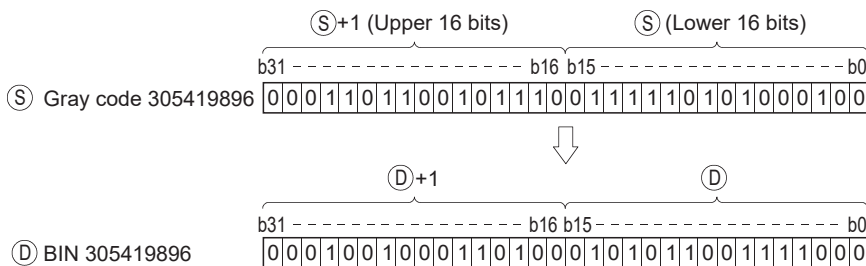 Ⓢ+1 (Upper 16 bits) Ⓢ (Lower 16 bits)
b31 - - - - - - - - - - - - - - - b16 b15 - - - - - - - - - - - - - - - - b0
Ⓢ Gray code 305419896 0 0 0 1 1 0 1 1 0 0 1 0 1 1 1 0 0 1 1 1 1 1 0 1 0 1 0 0 0 1 0 0
Ⓓ+1 Ⓓ
b31 - - - - - - - - - - - - - - - b16 b15 - - - - - - - - - - - - - - - - b0
Ⓓ BIN 305419896 0 0 0 1 0 0 1 0 0 0 1 1 0 1 0 0 0 1 0 1 0 1 1 0 0 1 1 1 1 0 0 0